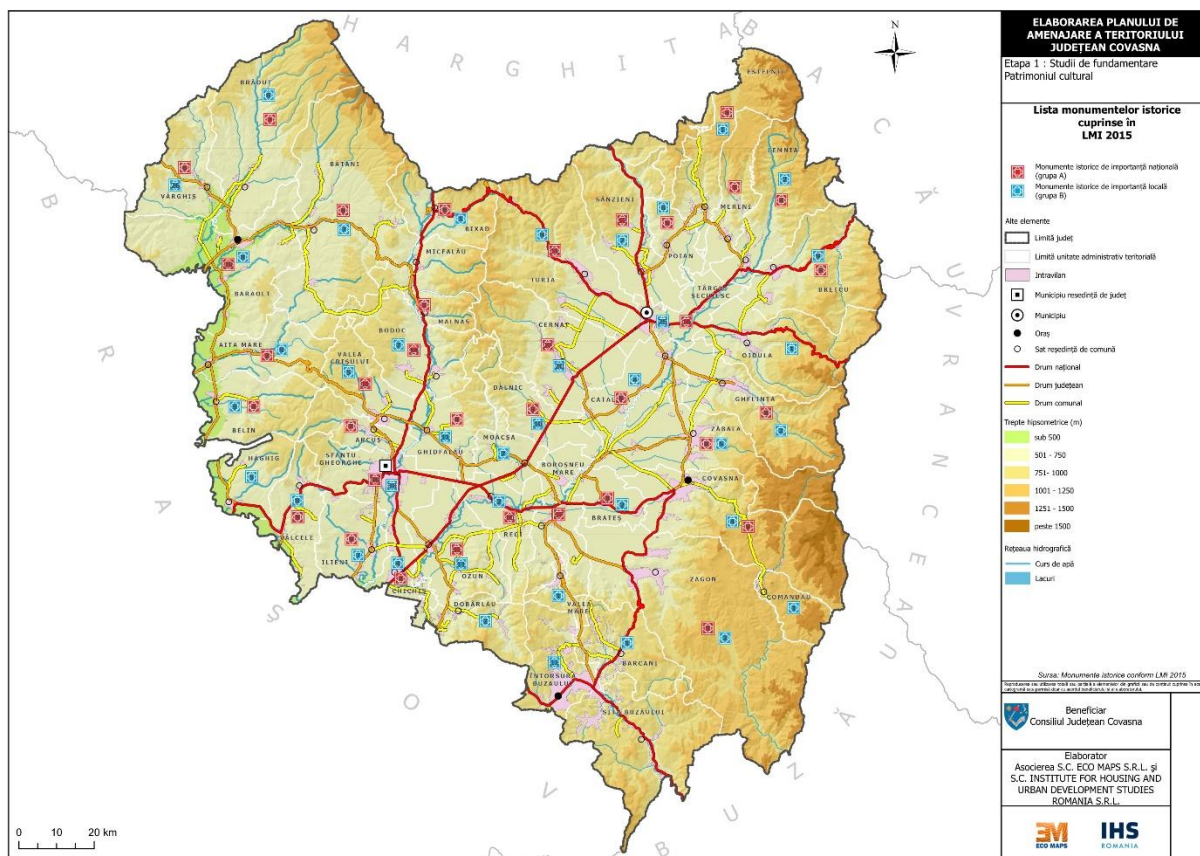 HARGHITA
BACĂU
VRANCEA
BUZĂU
BRAȘOV
N
ESTELNIC
BRĂDUȚ
BĂȚANI
LEMNIA
VÂRGHIȘ
SÂNZIENI
MERENI
BIXAD
POIAN
MICFALĂU
TURIA
TÂRGU
SECUIESC
BREȚCU
BARAOLT
MALNAȘ
CERNAT
BODOC
OJDULA
AITA MARE
VALEA
CRIȘULUI
DALNIC
CATALINA
GHELINȚA
BELIN
ZĂBALA
ARCUȘ
MOACȘA
SFÂNTU
GHEORGHE
GHIDFALĂU
BOROȘNEU
MARE
HĂGHIG
COVASNA
BRATEȘ
RECI
VÂLCELE
ILIENI
OZUN
ZAGON
CHICHIȘ
COMANDĂU
DOBÂRLĂU
VALEA
MARE
BARCANI
ÎNTORSURA
BUZĂULUI
SITA BUZĂULUI
0 10 20 km
ELABORAREA PLANULUI DE
AMENAJARE A TERITORIULUI
JUDEȚEAN COVASNA
Etapa 1 : Studii de fundamentare
Patrimoniul cultural
Lista monumentelor istorice
cuprinse în
LMI 2015
Monumente istorice de importanță națională
(grupa A)
Monumente istorice de importanță locală
(grupa B)
Alte elemente
Limită județ
Limită unitate administrativ teritorială
Intravilan
Municipiu reședință de județ
Municipiu
Oraș
Sat reședință de comună
Drum național
Drum județean
Drum comunal
Trepte hipsometrice (m)
sub 500
501 - 750
751- 1000
1001 - 1250
1251 - 1500
peste 1500
Rețeaua hidrografică
Curs de apă
Lacuri
Sursa: Monumente istorice conform LMI 2015
Beneficiar
Consiliul Județean Covasna
Elaborator
Asocierea S.C. ECO MAPS S.R.L. și
S.C. INSTITUTE FOR HOUSING AND
URBAN DEVELOPMENT STUDIES
ROMANIA S.R.L.
ECO MAPS
IHS
ROMANIA